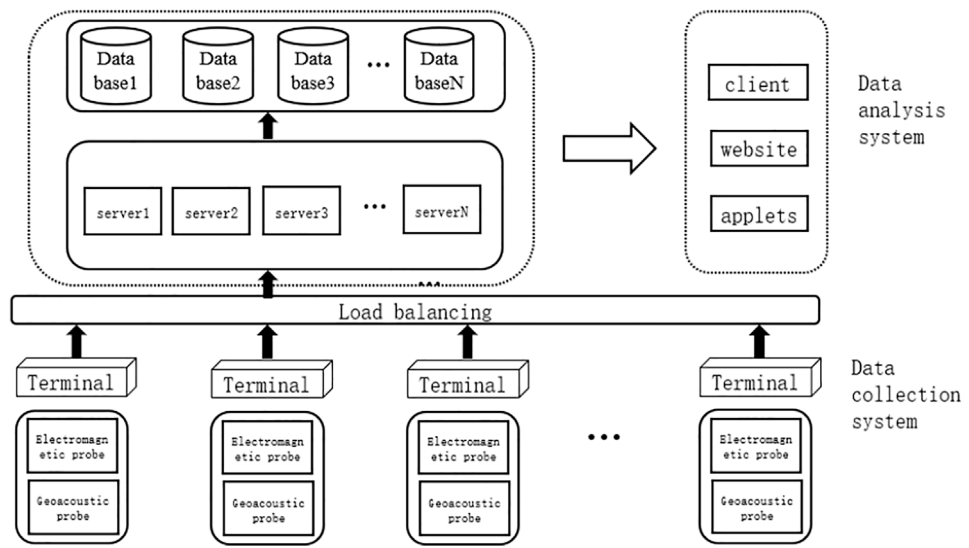 Data
base1
Data
base2
Data
base3
...
Data
baseN
client
website
applets
Data
analysis
system
server1
server2
server3
...
serverN
...
Load balancing
Terminal
Terminal
Terminal
Terminal
Data
collection
system
Electromagn
etic probe
Geoacoustic
probe
Electromagn
etic probe
Geoacoustic
probe
Electromagn
etic probe
Geoacoustic
probe
...
Electromagn
etic probe
Geoacoustic
probe